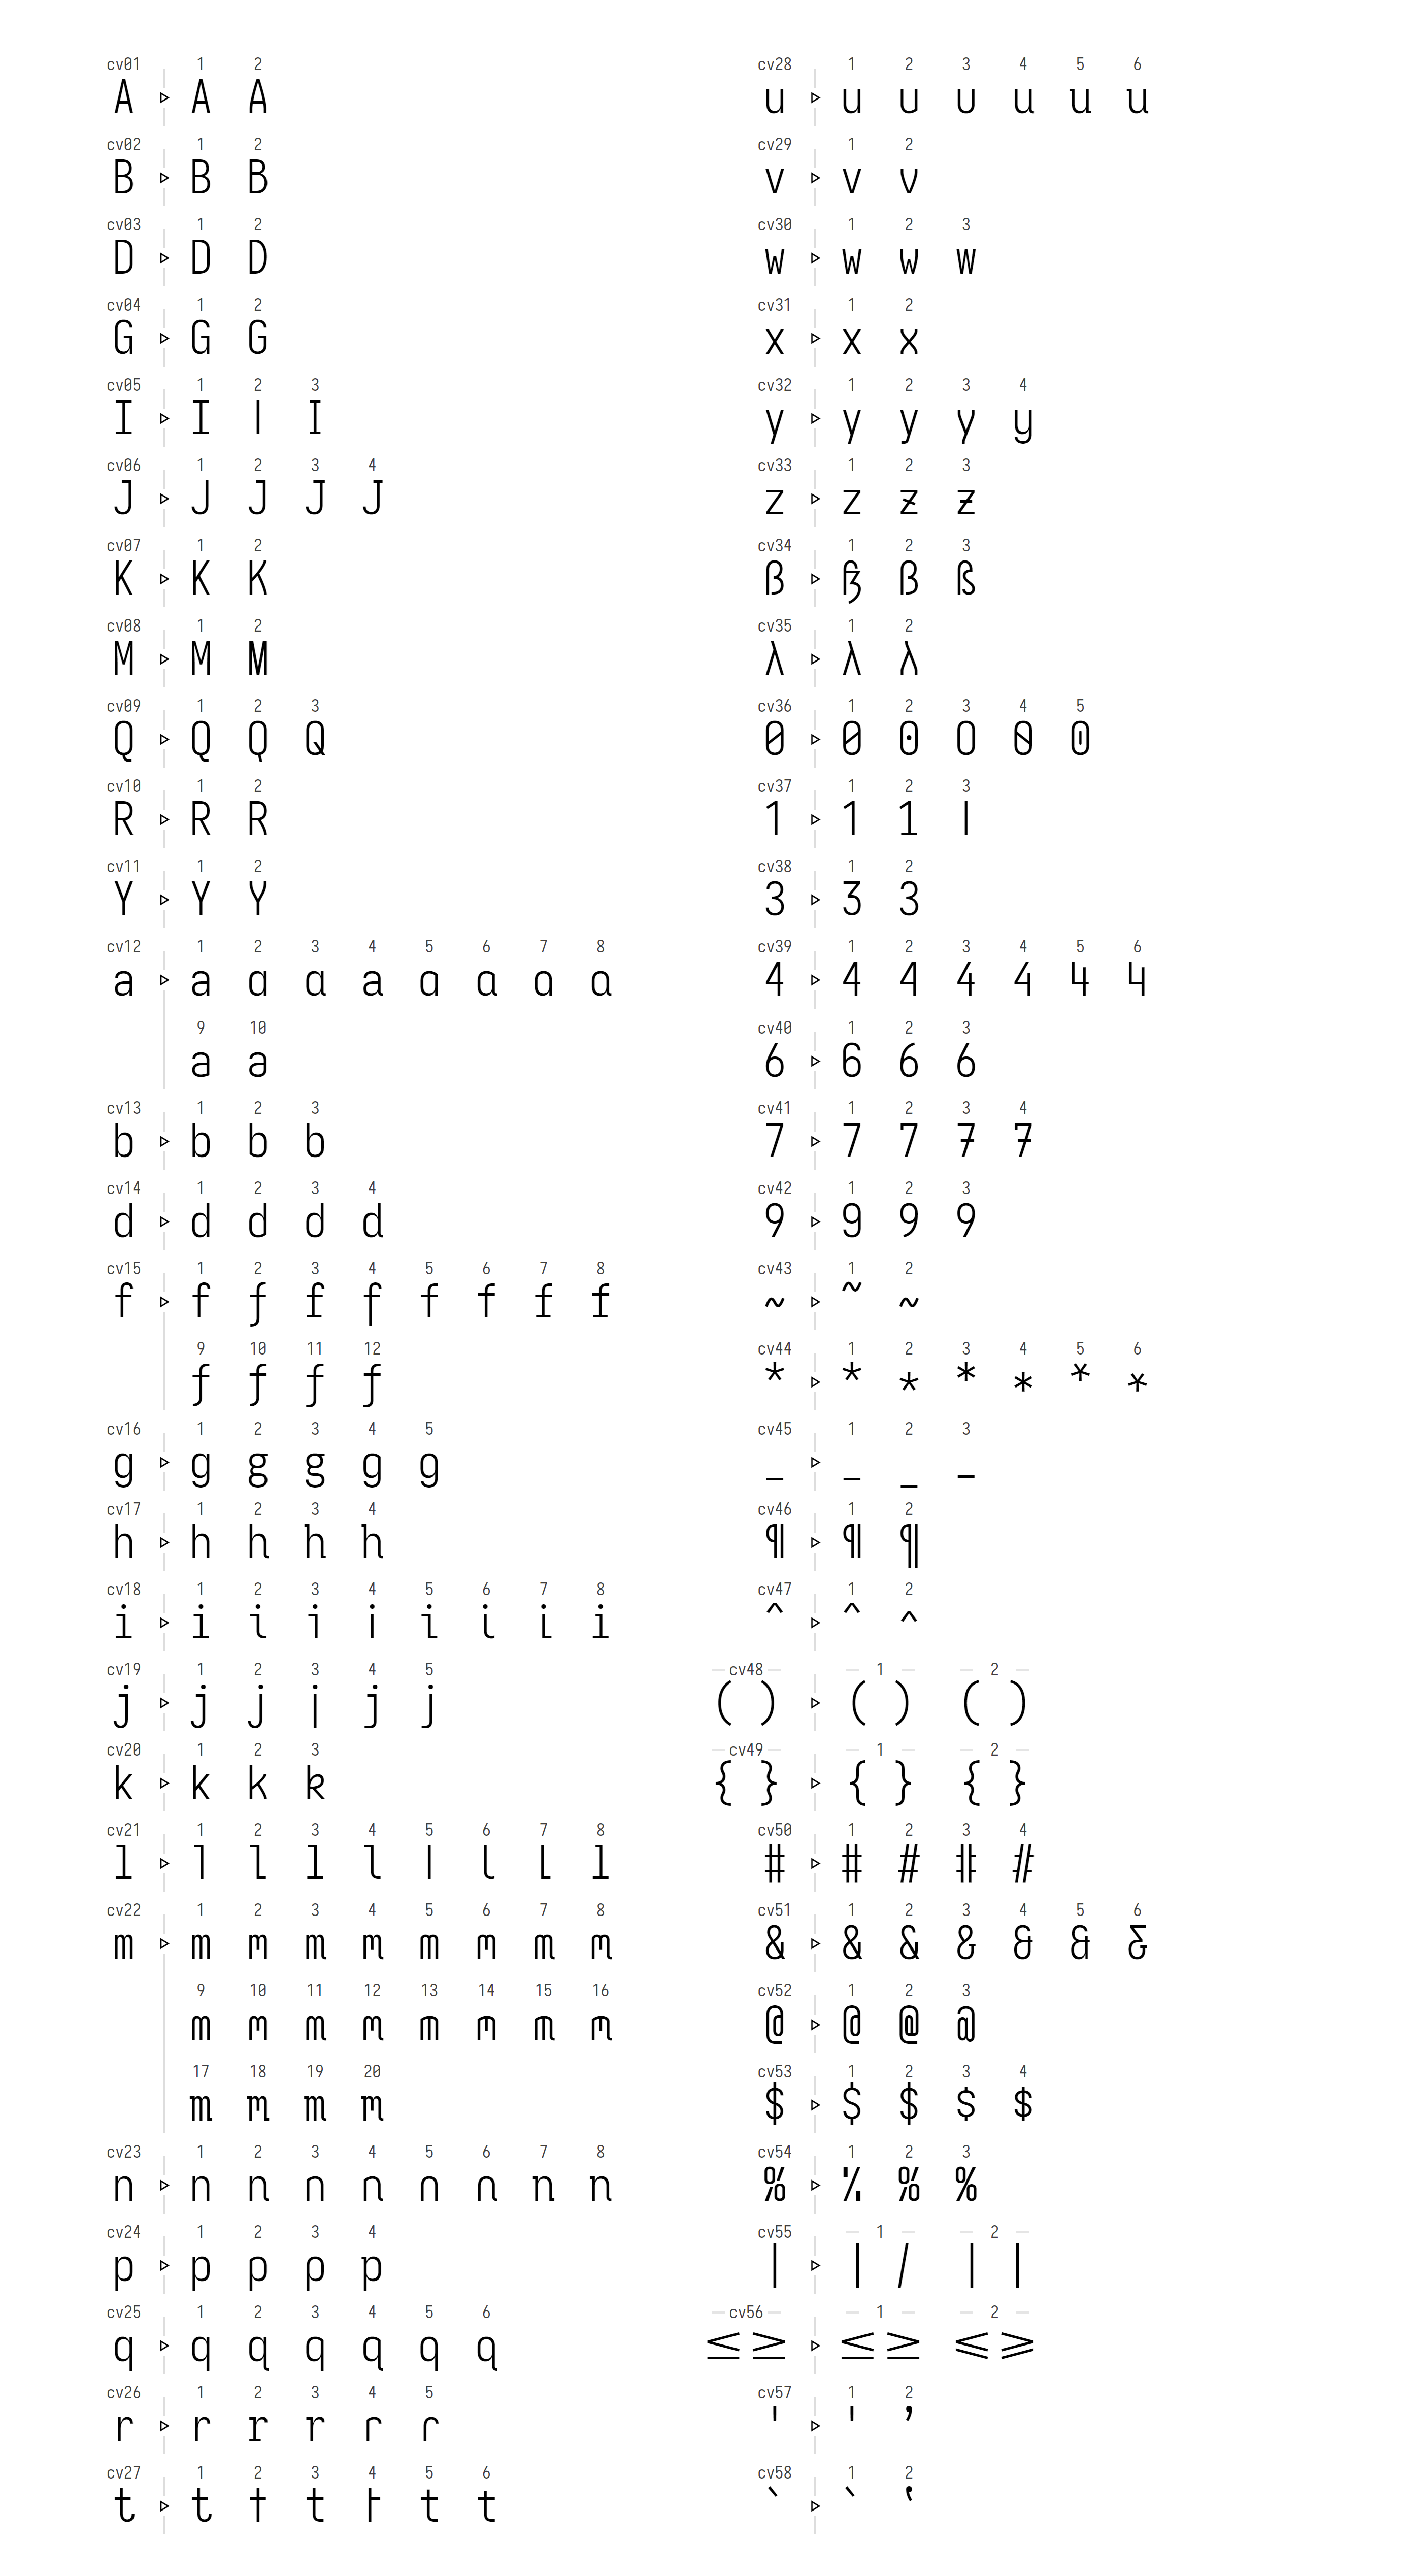 cv01 1 2
A A A
cv02 1 2
B B B
cv03 1 2
D D D
cv04 1 2
G G G
cv05 1 2 3
I I I I
cv06 1 2 3 4
J J J J J
cv07 1 2
K K K
cv08 1 2
M M M
cv09 1 2 3
Q Q Q Q
cv10 1 2
R R R
cv11 1 2
Y Y Y
cv12 1 2 3 4 5 6 7 8
a a a a a a a a a
9 10
a a
cv13 1 2 3
b b b b
cv14 1 2 3 4
d d d d d
cv15 1 2 3 4 5 6 7 8
f f f f f f f f f
9 10 11 12
f f f f
cv16 1 2 3 4 5
g g g g g g
cv17 1 2 3 4
h h h h h
cv18 1 2 3 4 5 6 7 8
i i i i i i i i i
cv19 1 2 3 4 5
j j j j j j
cv20 1 2 3
k k k k
cv21 1 2 3 4 5 6 7 8
l l l l l l l l l
cv22 1 2 3 4 5 6 7 8
m m m m m m m m m
9 10 11 12 13 14 15 16
m m m m m m m m
17 18 19 20
m m m m
cv23 1 2 3 4 5 6 7 8
n n n n n n n n n
cv24 1 2 3 4
p p p p p
cv25 1 2 3 4 5 6
q q q q q q q
cv26 1 2 3 4 5
r r r r r r
cv27 1 2 3 4 5 6
t t t t t t t
cv28 1 2 3 4 5 6
u u u u u u u
cv29 1 2
v v v
cv30 1 2 3
w w w w
cv31 1 2
x x x
cv32 1 2 3 4
y y y y y
cv33 1 2 3
z z z z
cv34 1 2 3
ß ß ß ß
cv35 1 2
λ λ λ
cv36 1 2 3 4 5
0 0 0 0 0 0
cv37 1 2 3
1 1 1 1
cv38 1 2
3 3 3
cv39 1 2 3 4 5 6
4 4 4 4 4 4 4
cv40 1 2 3
6 6 6 6
cv41 1 2 3 4
7 7 7 7 7
cv42 1 2 3
9 9 9 9
cv43 1 2
~ ~ ~
cv44 1 2 3 4 5 6
* * * * * * *
cv45 1 2 3
_ _ _ _
cv46 1 2
¶ ¶ ¶
cv47 1 2
^ ^ ^
cv48 1 2
( ) ( ) ( )
cv49 1 2
{ } { } { }
cv50 1 2 3 4
# # # # #
cv51 1 2 3 4 5 6
& & & & & & &
cv52 1 2 3
@ @ @ @
cv53 1 2 3 4
$ $ $ $ $
cv54 1 2 3
% % % %
cv55 1 2
| | / | |
cv56 1 2
≤ ≥ ≤ ≥ ⩽ ⩾
cv57 1 2
' ' ’
cv58 1 2
` ` ‛